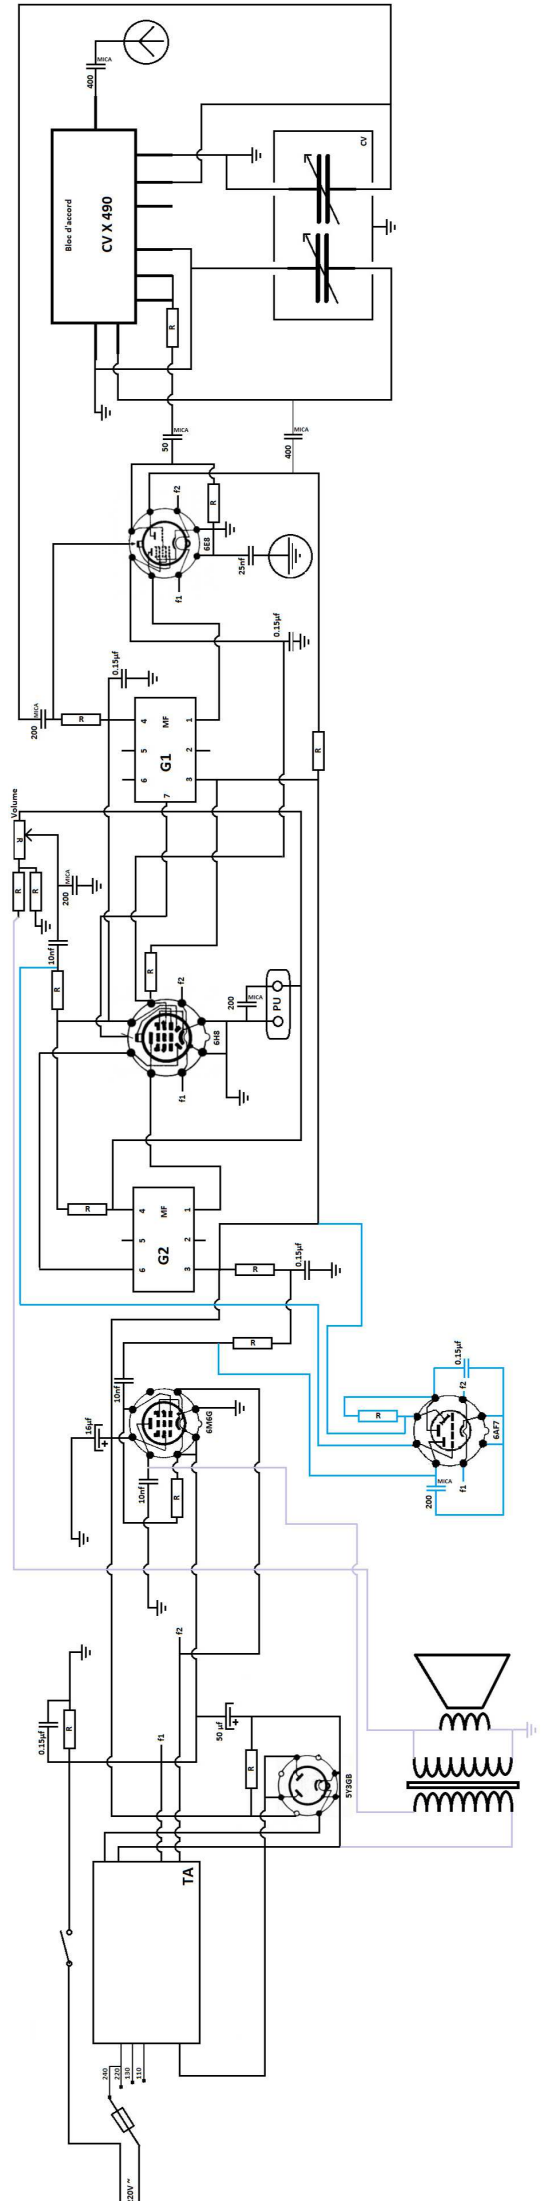 MICA
400
CV
Bloc d'accord
CV X 490
R
50
MICA
MICA
400
f2
R
6E8
25nf
f1
0.15µf
0.15µf
MICA
200
R
4
MF
1
5
G1
2
6
3
7
R
Volume
R
R
R
MICA
200
10nf
R
R
f2
200
MICA
PU
6H8
f1
R
4
MF
1
5
G2
2
6
3
R
0.15µf
R
10nf
16µf
6M6G
10nf
R
0.15µf
f2
R
6AF7
MICA
200
f1
f2
0.15µf
R
f1
50 µf
R
5Y3GB
TA
240
220
130
110
20V ~